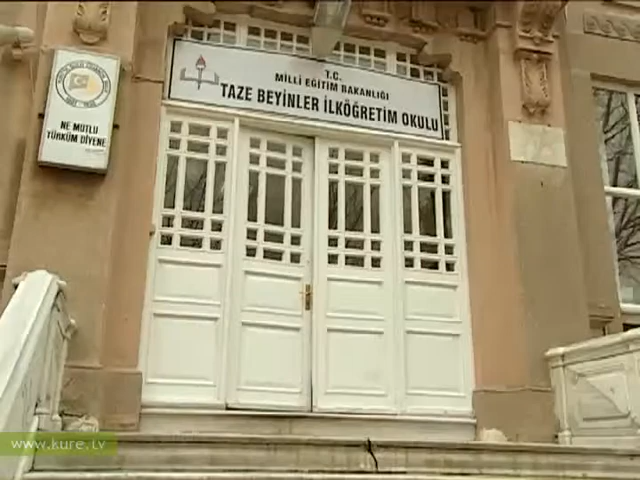 T.C.
MİLLİ EĞİTİM BAKANLIĞI
TAZE BEYİNLER İLKÖĞRETİM OKULU
NE MUTLU
TÜRKÜM DİYENE
www.kure.tv